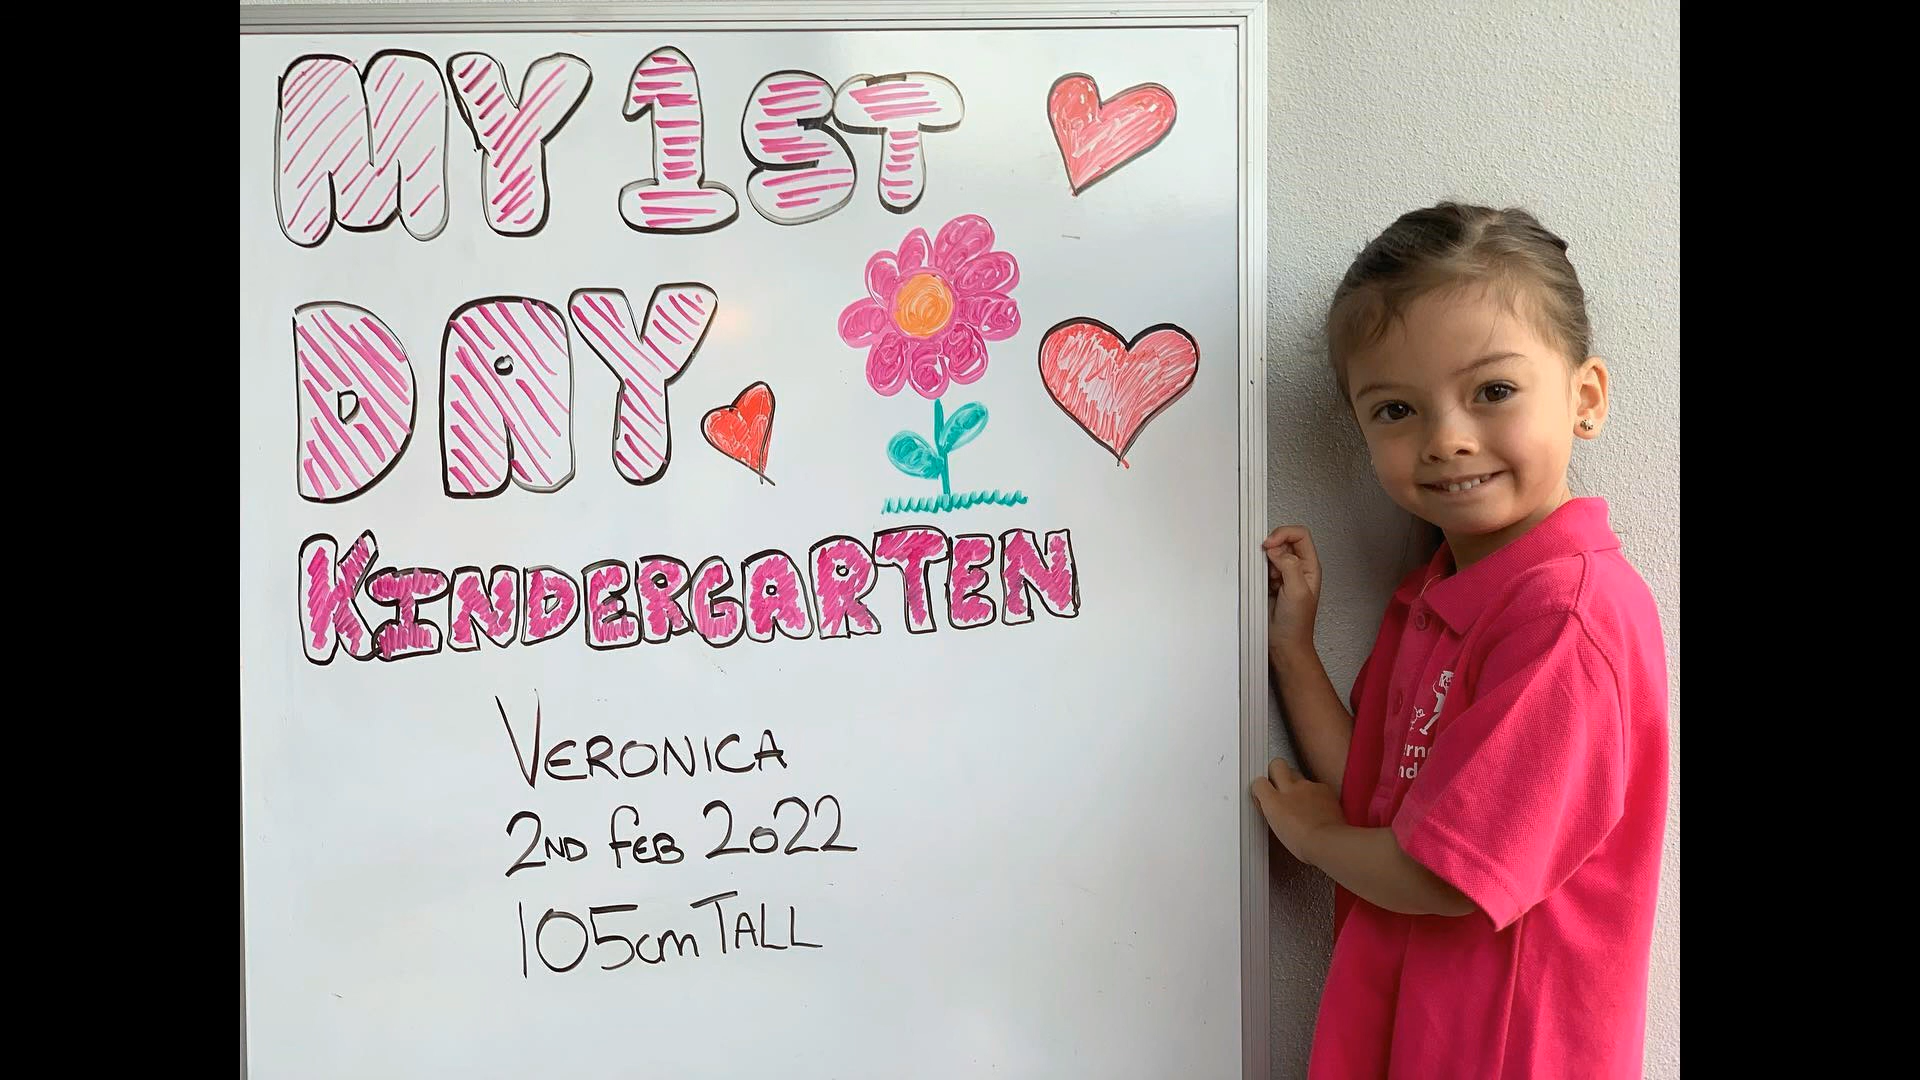 MY 1ST
DAY
KINDERGARTEN
VERONICA
2ND FEB 2022
105cm TALL